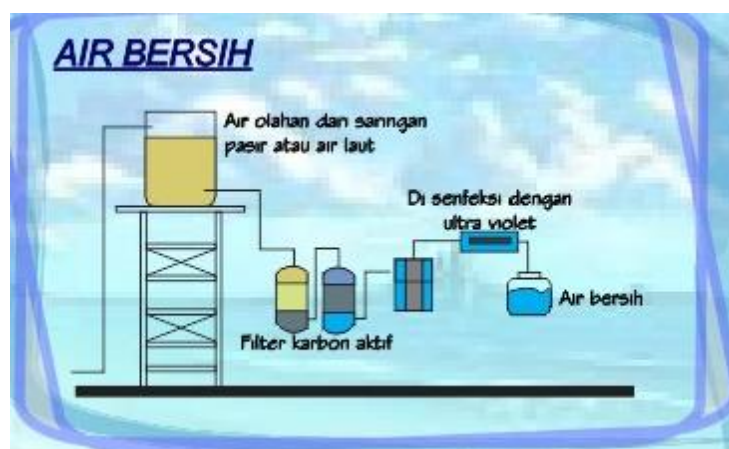 AIR BERSIH
Air olahan dan saringan
pasir atau air laut
Di senfeksi dengan
ultra violet
Air bersih
Filter karbon aktif